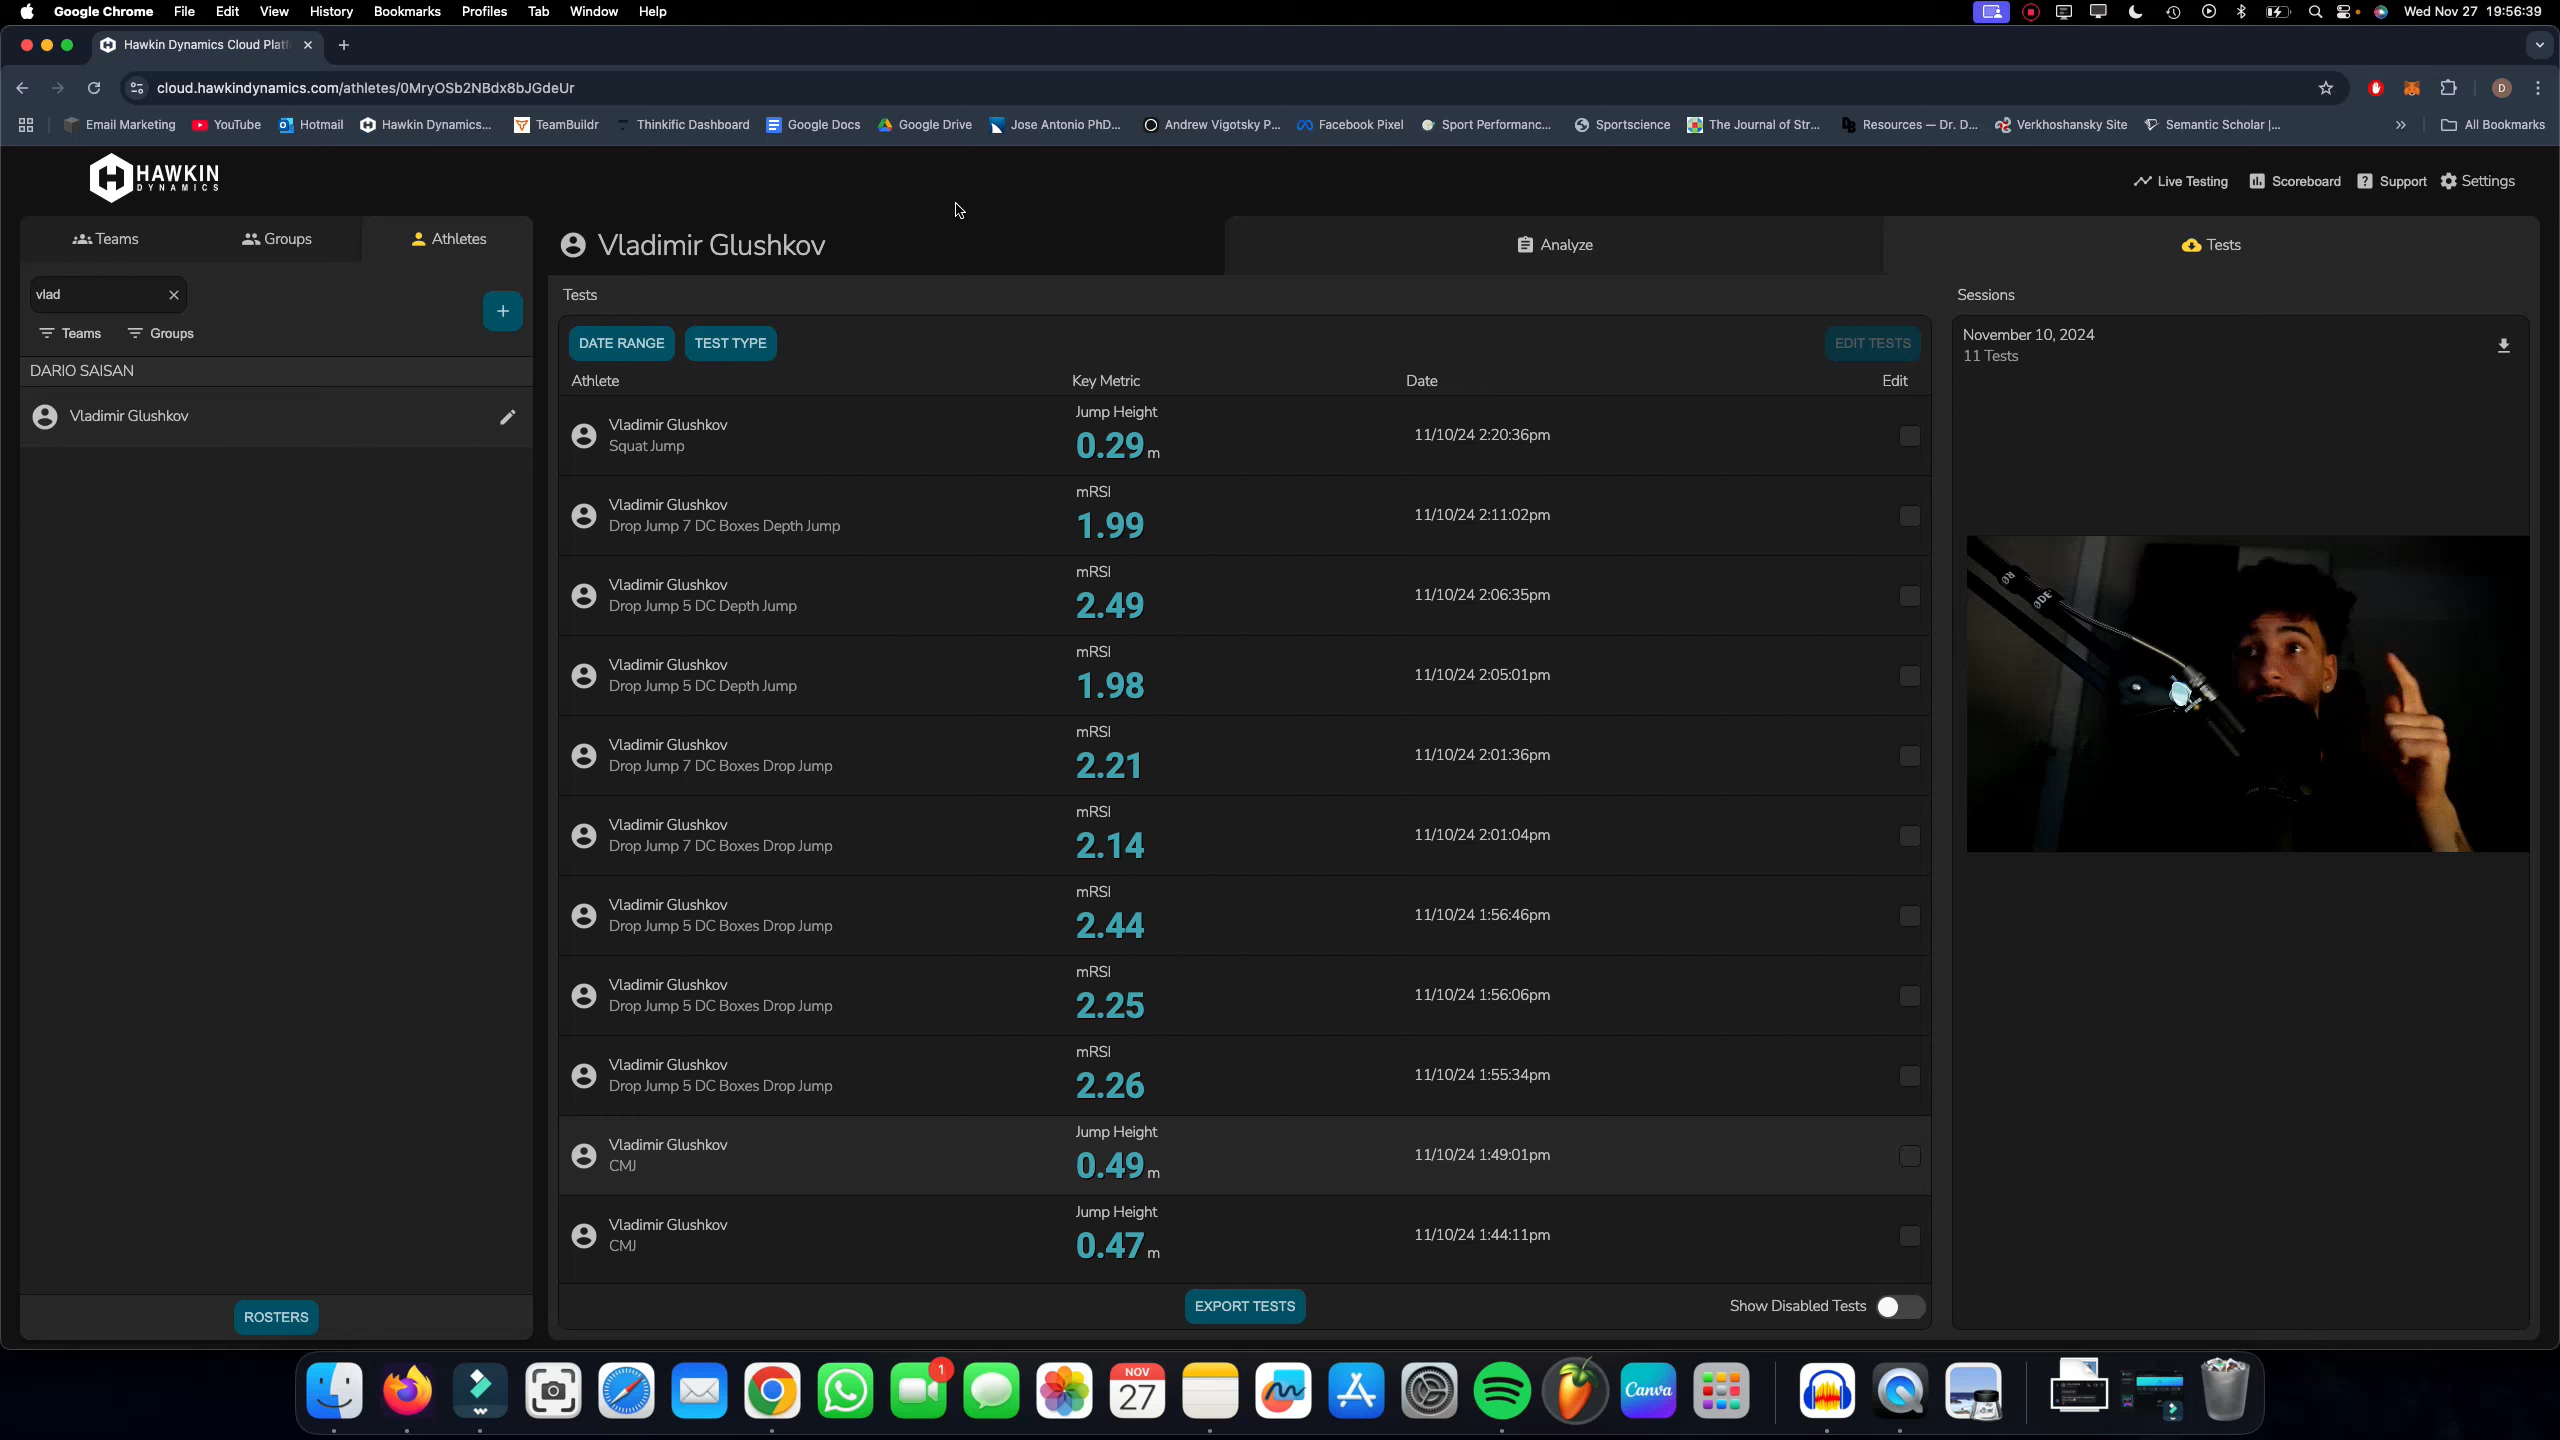 Google Chrome File Edit View History Bookmarks Profiles Tab Window Help Wed Nov 27 19:56:39
Hawkin Dynamics Cloud Platf
cloud.hawkindynamics.com/athletes/0MryOSb2NBdx8bJGdeUr D
Email Marketing YouTube Hotmail Hawkin Dynamics... TeamBuildr Thinkific Dashboard Google Docs Google Drive Jose Antonio PhD... Andrew Vigotsky P... Facebook Pixel Sport Performanc... Sportscience The Journal of Str... Resources — Dr. D... Verkhoshansky Site Semantic Scholar |... » All Bookmarks
HAWKIN
DYNAMICS
Live Testing Scoreboard Support Settings
Teams Groups Athletes
vlad
+
Teams Groups
DARIO SAISAN
Vladimir Glushkov
ROSTERS
Vladimir Glushkov Analyze Tests
Tests
DATE RANGE TEST TYPE EDIT TESTS
Athlete Key Metric Date Edit
Vladimir Glushkov
Squat Jump
Jump Height
0.29 m
11/10/24 2:20:36pm
Vladimir Glushkov
Drop Jump 7 DC Boxes Depth Jump
mRSI
1.99
11/10/24 2:11:02pm
Vladimir Glushkov
Drop Jump 5 DC Depth Jump
mRSI
2.49
11/10/24 2:06:35pm
Vladimir Glushkov
Drop Jump 5 DC Depth Jump
mRSI
1.98
11/10/24 2:05:01pm
Vladimir Glushkov
Drop Jump 7 DC Boxes Drop Jump
mRSI
2.21
11/10/24 2:01:36pm
Vladimir Glushkov
Drop Jump 7 DC Boxes Drop Jump
mRSI
2.14
11/10/24 2:01:04pm
Vladimir Glushkov
Drop Jump 5 DC Boxes Drop Jump
mRSI
2.44
11/10/24 1:56:46pm
Vladimir Glushkov
Drop Jump 5 DC Boxes Drop Jump
mRSI
2.25
11/10/24 1:56:06pm
Vladimir Glushkov
Drop Jump 5 DC Boxes Drop Jump
mRSI
2.26
11/10/24 1:55:34pm
Vladimir Glushkov
CMJ
Jump Height
0.49 m
11/10/24 1:49:01pm
Vladimir Glushkov
CMJ
Jump Height
0.47 m
11/10/24 1:44:11pm
EXPORT TESTS
Show Disabled Tests
Sessions
November 10, 2024
11 Tests
1
NOV
27
Canva